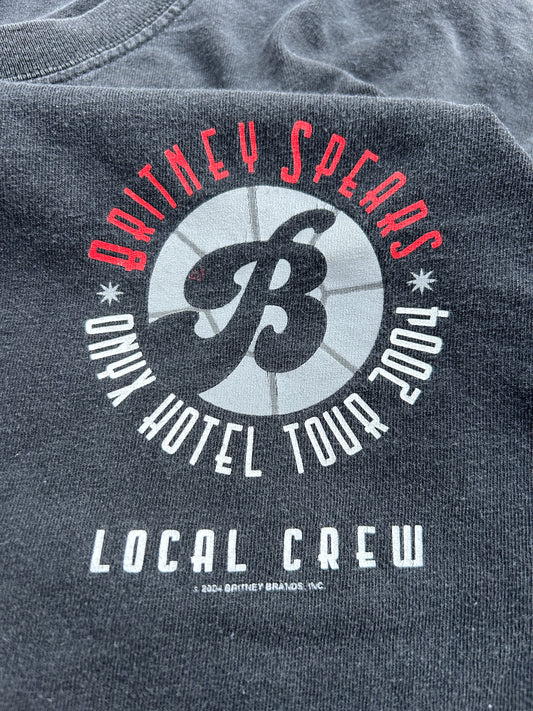 BRITNEY SPEARS
B
ONYX HOTEL TOUR 2004
LOCAL CREW
© 2004 BRITNEY BRANDS, INC.